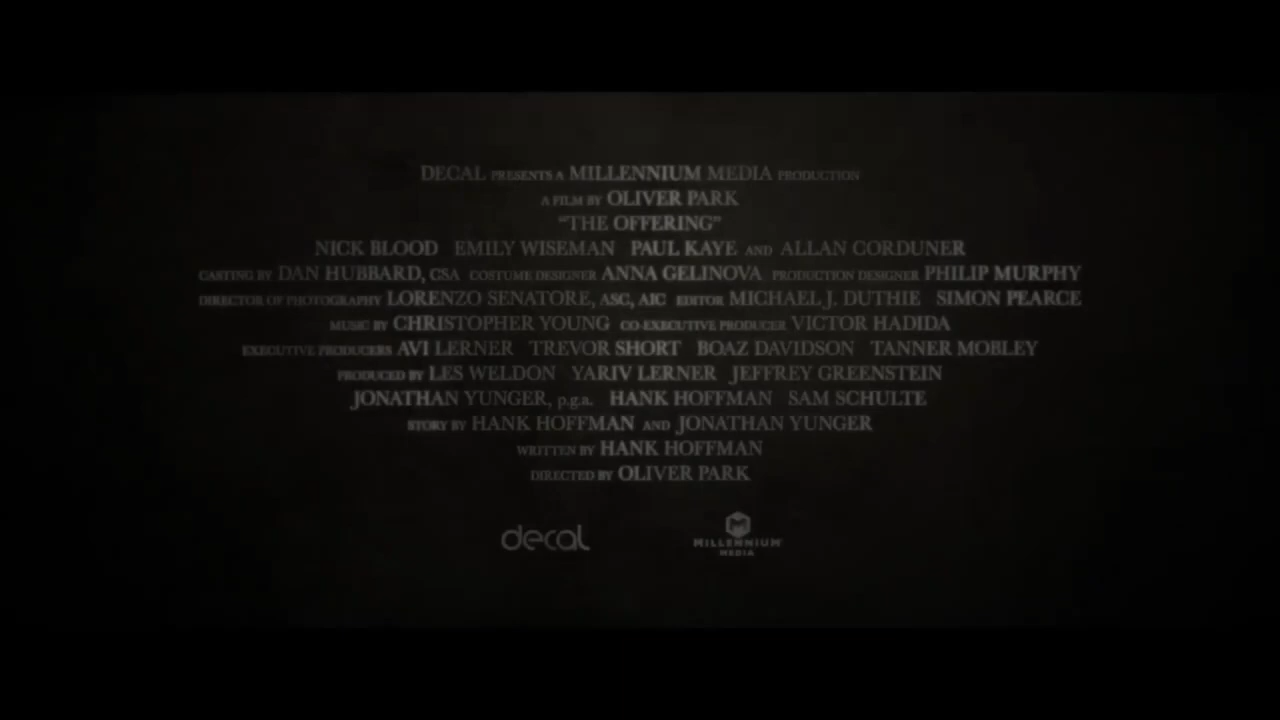 DECAL PRESENTS A MILLENNIUM MEDIA PRODUCTION
A FILM BY OLIVER PARK
"THE OFFERING"
NICK BLOOD EMILY WISEMAN PAUL KAYE AND ALLAN CORDUNER
CASTING BY DAN HUBBARD, CSA COSTUME DESIGNER ANNA GELINOVA PRODUCTION DESIGNER PHILIP MURPHY
DIRECTOR OF PHOTOGRAPHY LORENZO SENATORE, ASC, AIC EDITOR MICHAEL J. DUTHIE SIMON PEARCE
MUSIC BY CHRISTOPHER YOUNG CO-EXECUTIVE PRODUCER VICTOR HADIDA
EXECUTIVE PRODUCERS AVI LERNER TREVOR SHORT BOAZ DAVIDSON TANNER MOBLEY
PRODUCED BY LES WELDON YARIV LERNER JEFFREY GREENSTEIN
JONATHAN YUNGER, p.g.a. HANK HOFFMAN SAM SCHULTE
STORY BY HANK HOFFMAN AND JONATHAN YUNGER
WRITTEN BY HANK HOFFMAN
DIRECTED BY OLIVER PARK
decal
MILLENNIUM
MEDIA